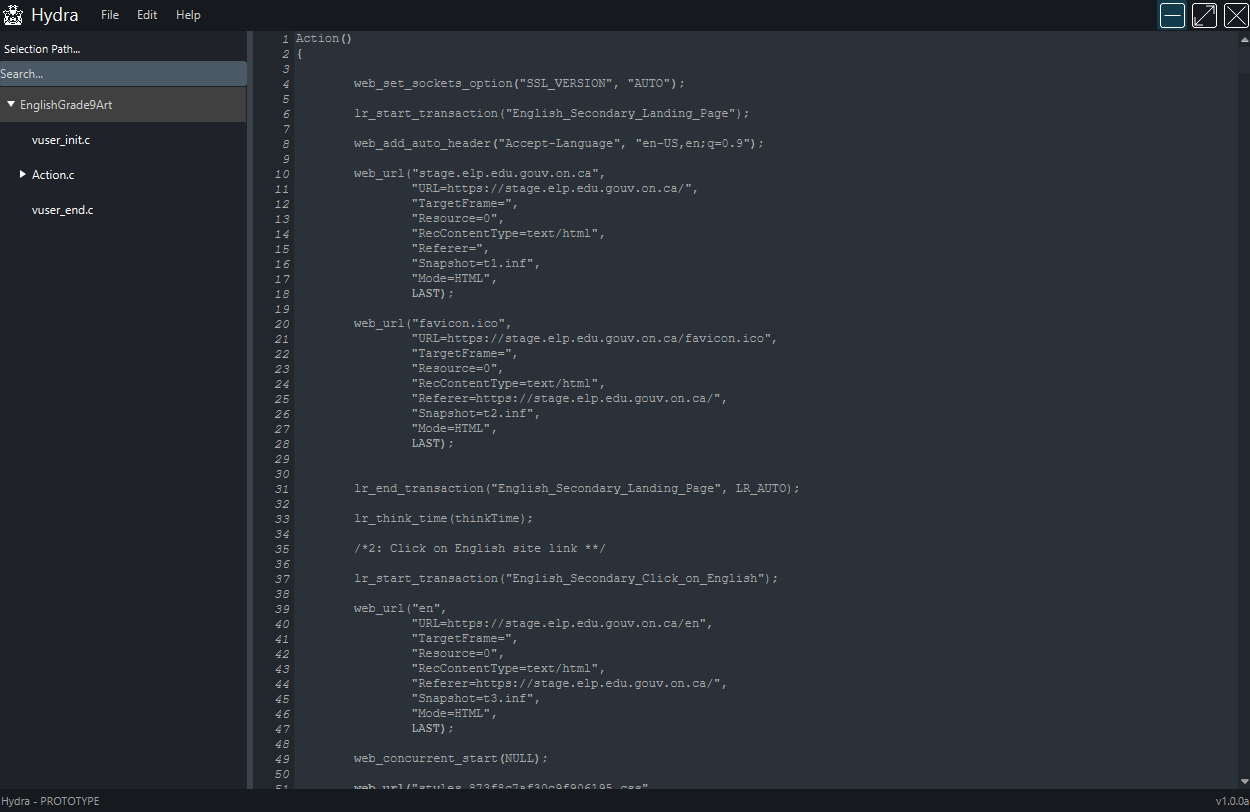 Hydra File Edit Help
Selection Path...
Search...
EnglishGrade9Art
vuser_init.c
Action.c
vuser_end.c
1 Action()
2 {
3
4 web_set_sockets_option("SSL_VERSION", "AUTO");
5
6 lr_start_transaction("English_Secondary_Landing_Page");
7
8 web_add_auto_header("Accept-Language", "en-US,en;q=0.9");
9
10 web_url("stage.elp.edu.gouv.on.ca",
11 "URL=https://stage.elp.edu.gouv.on.ca/",
12 "TargetFrame=",
13 "Resource=0",
14 "RecContentType=text/html",
15 "Referer=",
16 "Snapshot=t1.inf",
17 "Mode=HTML",
18 LAST);
19
20 web_url("favicon.ico",
21 "URL=https://stage.elp.edu.gouv.on.ca/favicon.ico",
22 "TargetFrame=",
23 "Resource=0",
24 "RecContentType=text/html",
25 "Referer=https://stage.elp.edu.gouv.on.ca/",
26 "Snapshot=t2.inf",
27 "Mode=HTML",
28 LAST);
29
30
31 lr_end_transaction("English_Secondary_Landing_Page", LR_AUTO);
32
33 lr_think_time(thinkTime);
34
35 /*2: Click on English site link **/
36
37 lr_start_transaction("English_Secondary_Click_on_English");
38
39 web_url("en",
40 "URL=https://stage.elp.edu.gouv.on.ca/en",
41 "TargetFrame=",
42 "Resource=0",
43 "RecContentType=text/html",
44 "Referer=https://stage.elp.edu.gouv.on.ca/",
45 "Snapshot=t3.inf",
46 "Mode=HTML",
47 LAST);
48
49 web_concurrent_start(NULL);
50
51
Hydra - PROTOTYPE
v1.0.0a